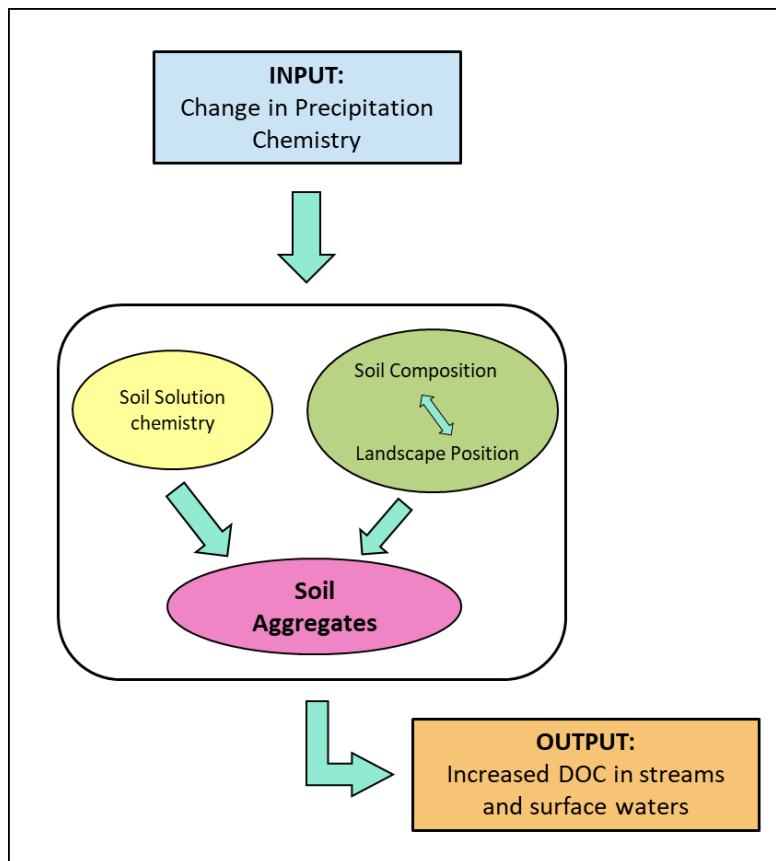 INPUT:
Change in Precipitation
Chemistry
Soil Solution
chemistry
Soil Composition
Landscape Position
Soil
Aggregates
OUTPUT:
Increased DOC in streams
and surface waters